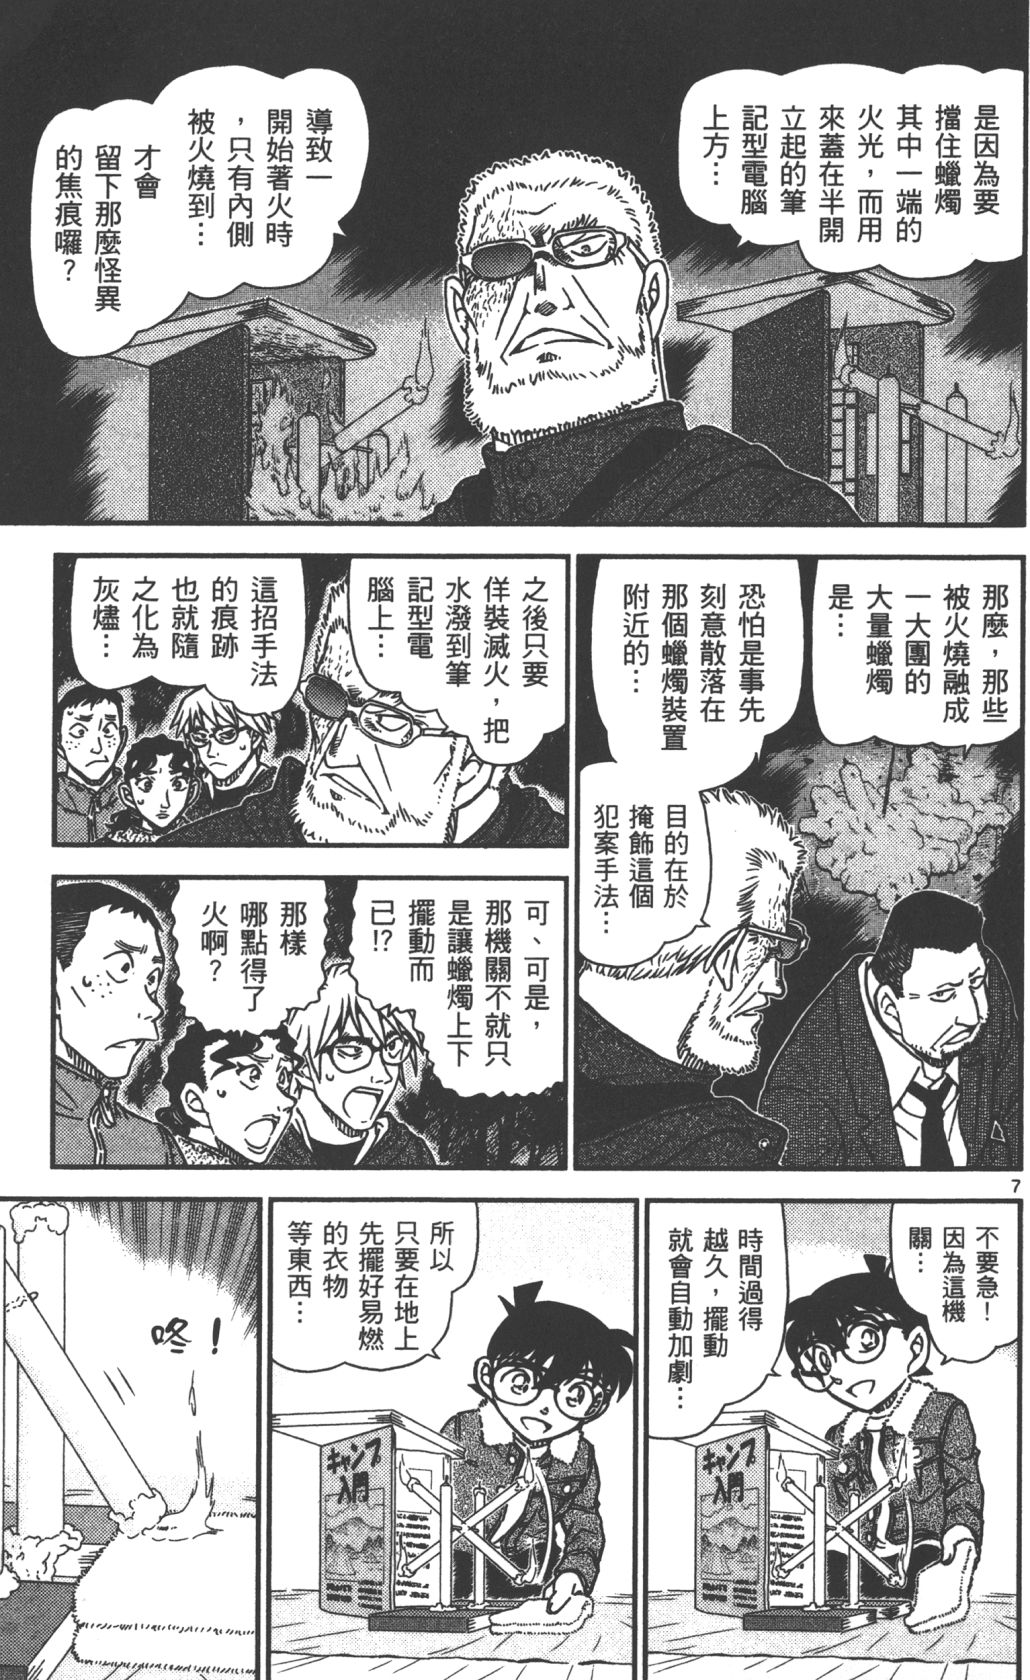 是因為要
擋住蠟燭
其中一端的
火光，而用
來蓋在半開
立起的筆
記型電腦
上方…
導致一
開始著火時
，只有內側
被火燒到…
才會
留下那麼怪異
的焦痕囉？
那麼，那些
被火燒融成
一大團的
大量蠟燭
是…
恐怕是事先
刻意散落在
那個蠟燭裝置
附近的…
目的在於
掩飾這個
犯案手法…
之後只要
佯裝滅火，把
水潑到筆
記型電
腦上…
這招手法
的痕跡
也就隨
之化為
灰燼…
可、可是，
那機關不就只
是讓蠟燭上下
擺動而
已!?
那樣
哪點得了
火啊？
7
不要急！
因為這機
關…
時間過得
越久，擺動
就會自動加劇…
キャンプ
入門
所以
只要在地上
先擺好易燃
的衣物
等東西…
キャンプ
入門
咚！